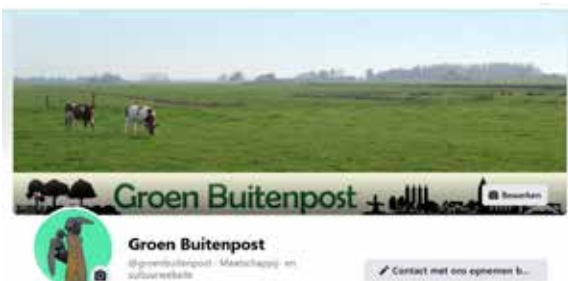 Groen Buitenpost
Bewerken
Groen Buitenpost
@groenbuitenpost · Maatschappij- en
cultuurwebsite
Contact met ons opnemen b...